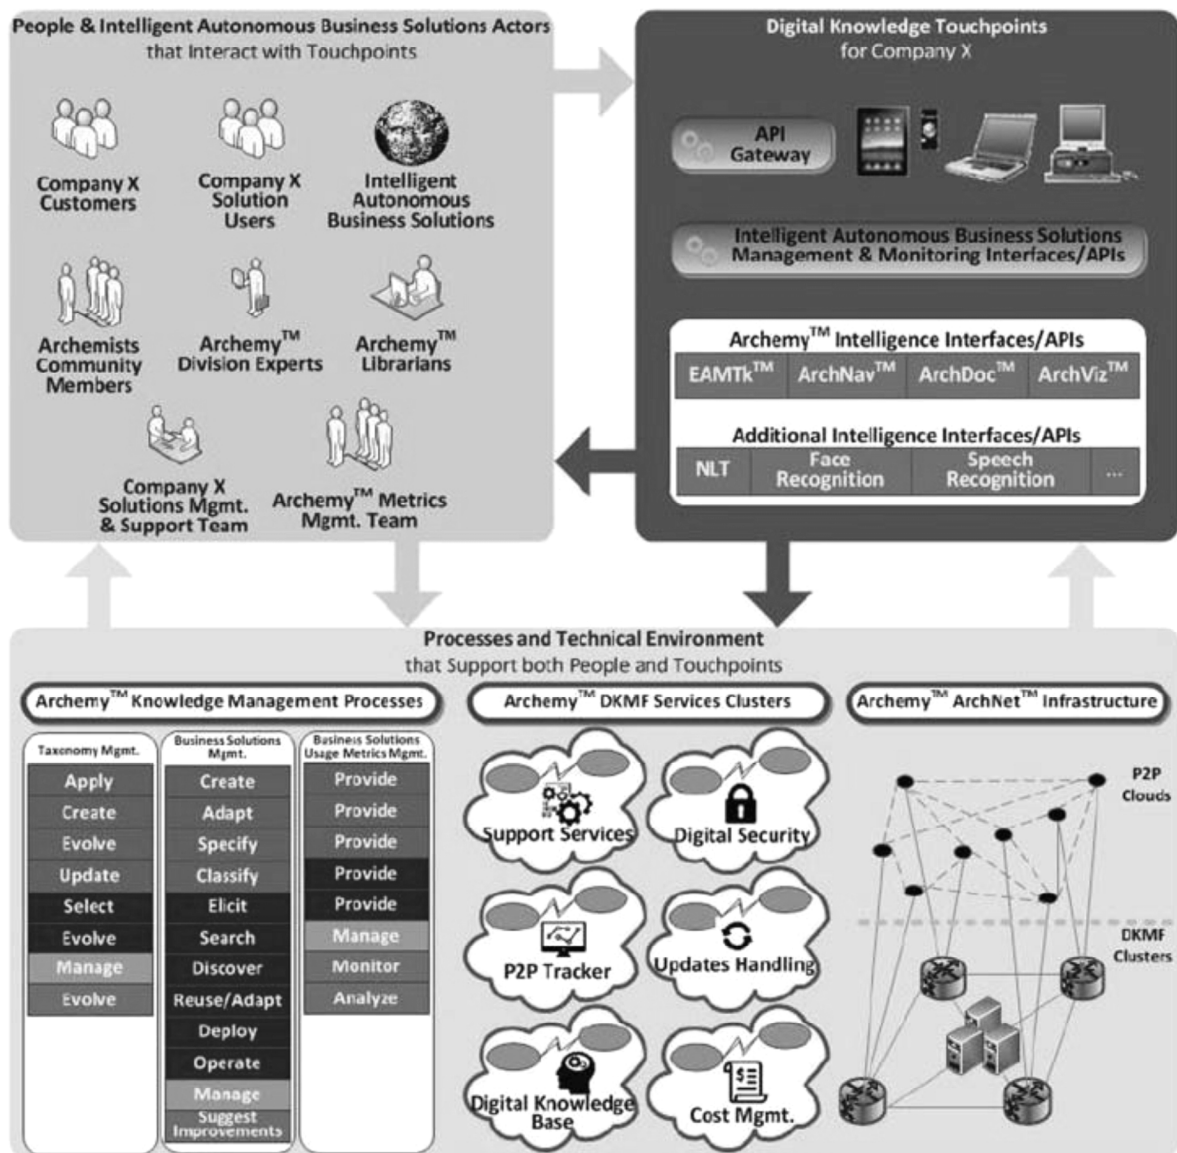 People & Intelligent Autonomous Business Solutions Actors
that Interact with Touchpoints
Company X
Customers
Company X
Solution
Users
Intelligent
Autonomous
Business Solutions
Archemists
Community
Members
Archemy™
Division Experts
Archemy™
Librarians
Company X
Solutions Mgmt.
& Support Team
Archemy™ Metrics
Mgmt. Team
Digital Knowledge Touchpoints
for Company X
API
Gateway
Intelligent Autonomous Business Solutions
Management & Monitoring Interfaces/APIs
Archemy™ Intelligence Interfaces/APIs
EAMTk™
ArchNav™
ArchDoc™
ArchViz™
Additional Intelligence Interfaces/APIs
NLT
Face
Recognition
Speech
Recognition
...
Processes and Technical Environment
that Support both People and Touchpoints
Archemy™ Knowledge Management Processes
Taxonomy Mgmt.
Apply
Create
Evolve
Update
Select
Evolve
Manage
Evolve
Business Solutions
Mgmt.
Create
Adapt
Specify
Classify
Elicit
Search
Discover
Reuse/Adapt
Deploy
Operate
Manage
Suggest
Improvements
Business Solutions
Usage Metrics Mgmt.
Provide
Provide
Provide
Provide
Provide
Manage
Monitor
Analyze
Archemy™ DKMF Services Clusters
Support Services
Digital Security
P2P Tracker
Updates Handling
Digital Knowledge
Base
Cost Mgmt.
Archemy™ ArchNet™ Infrastructure
P2P
Clouds
DKMF
Clusters